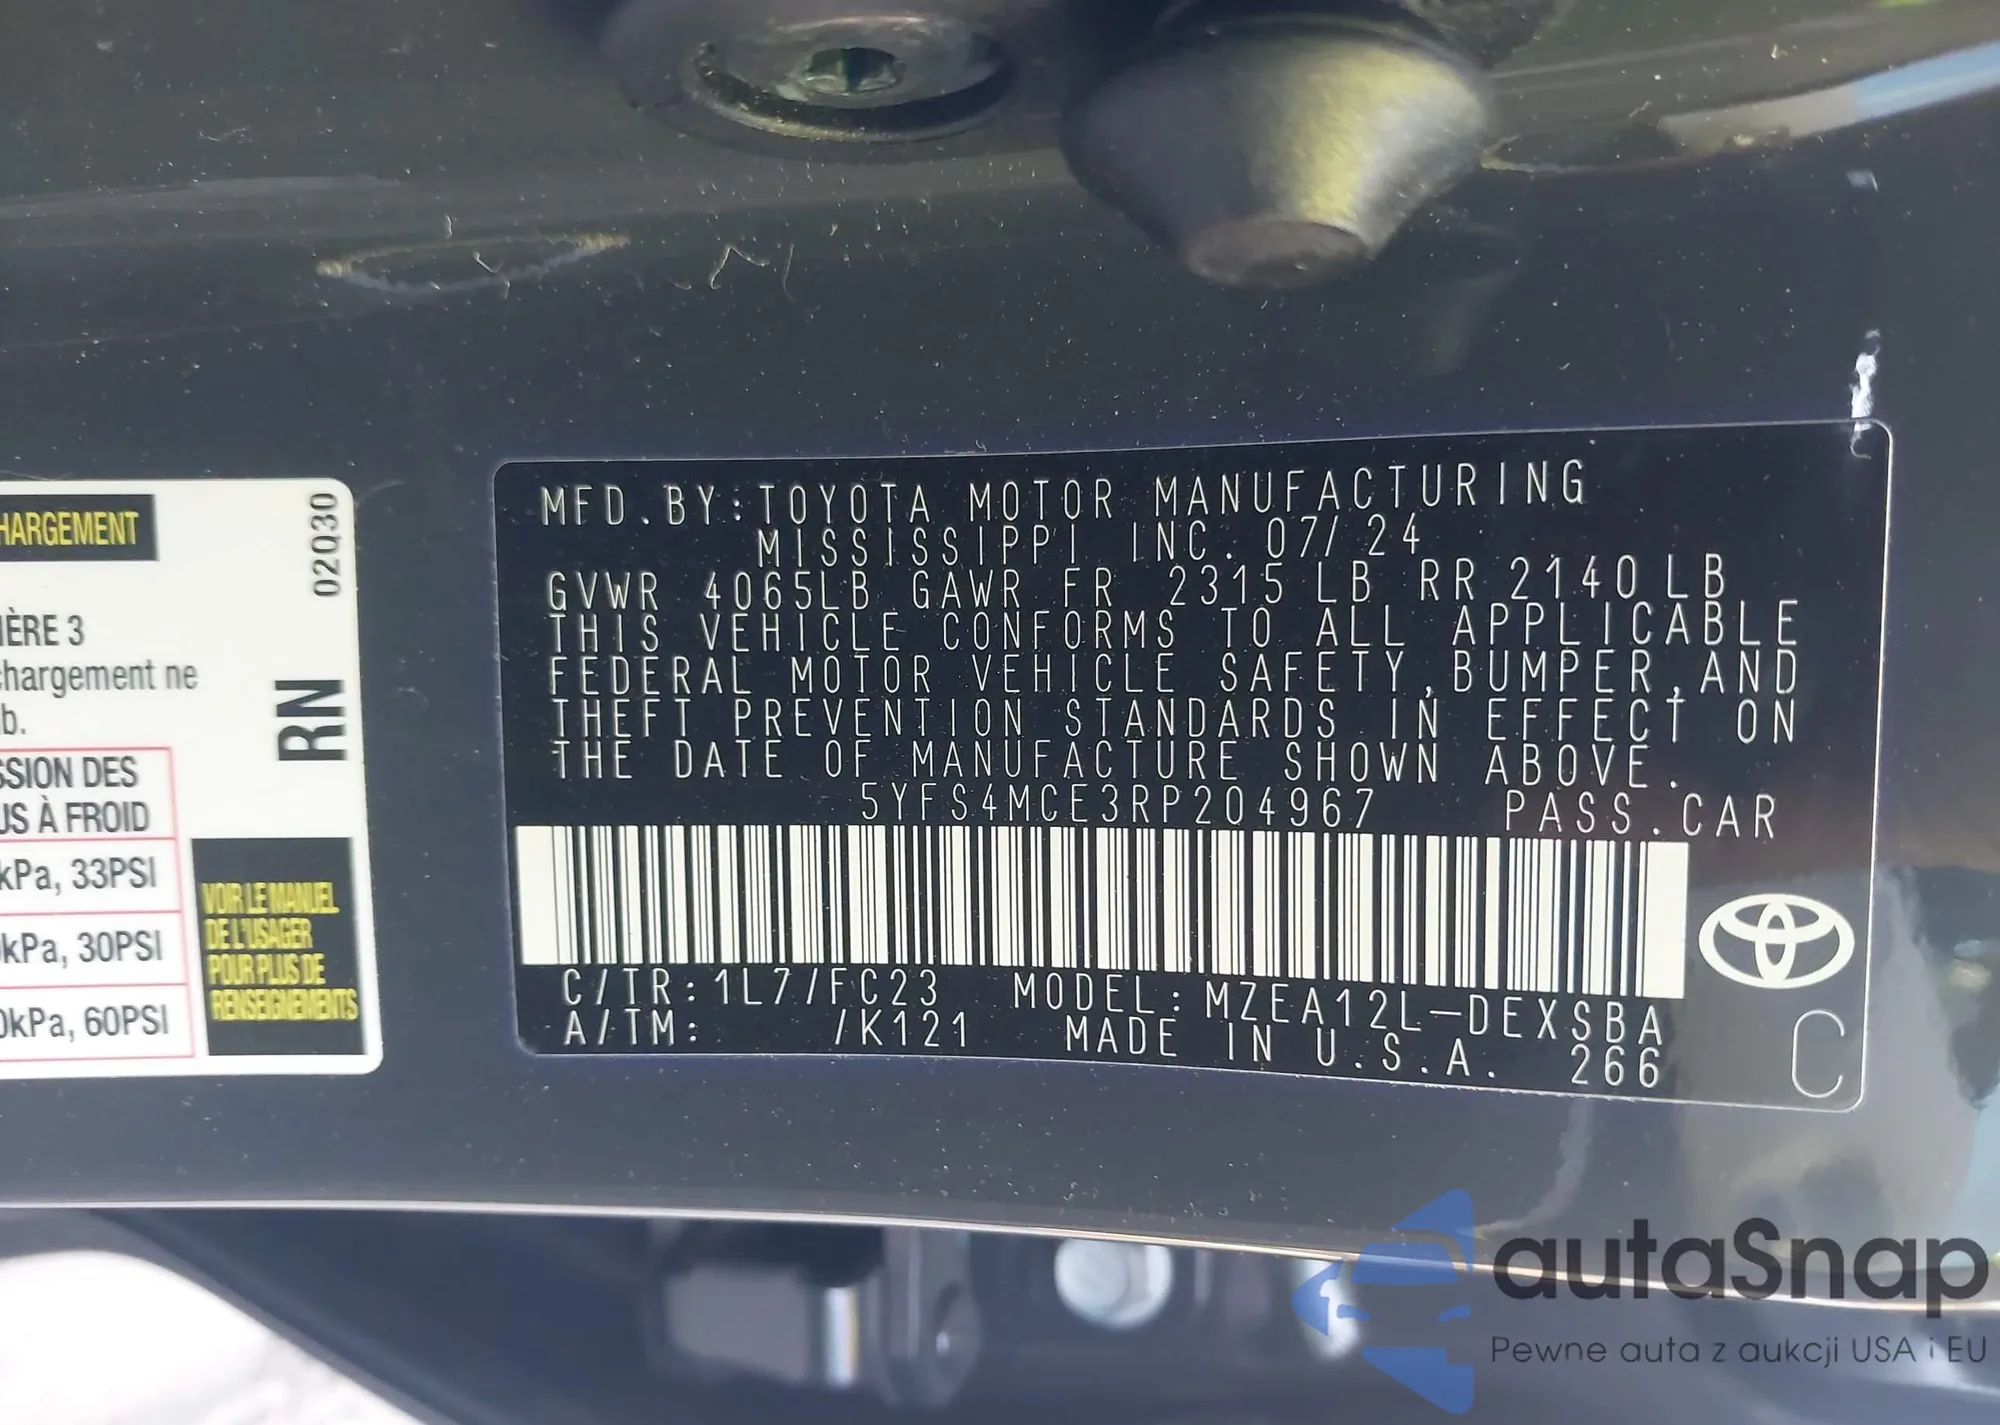 HARGEMENT
02Q30
IÈRE 3
chargement ne
b.
RN
SSION DES
US À FROID
kPa, 33PSI
0kPa, 30PSI
0kPa, 60PSI
VOIR LE MANUEL
DE L'USAGER
POUR PLUS DE
RENSEIGNEMENTS
MFD.BY:TOYOTA MOTOR MANUFACTURING
MISSISSIPPI INC. 07/24
GVWR 4065LB GAWR FR 2315LB RR 2140LB
THIS VEHICLE CONFORMS TO ALL APPLICABLE
FEDERAL MOTOR VEHICLE SAFETY,BUMPER,AND
THEFT PREVENTION STANDARDS IN EFFECT ON
THE DATE OF MANUFACTURE SHOWN ABOVE.
5YFS4MCE3RP204967 PASS.CAR
C/TR:1L7/FC23 MODEL:MZEA12L-DEXSBA
A/TM: /K121 MADE IN U.S.A. 266
C
autaSnap
Pewne auta z aukcji USA i EU